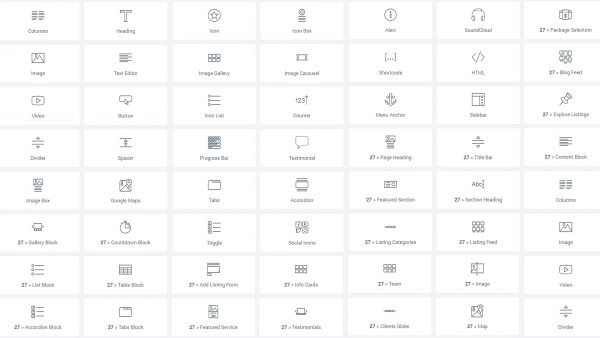 Columns
Heading
Icon
Icon Box
Alert
SoundCloud
27 > Package Selection
Image
Text Editor
Image Gallery
Image Carousel
[...]
Shortcode
HTML
27 > Blog Feed
Video
Button
Icon List
123
Counter
Menu Anchor
Sidebar
27 > Explore Listings
Divider
Spacer
Progress Bar
Testimonial
27 > Page Heading
27 > Title Bar
27 > Content Block
Image Box
Google Maps
Tabs
Accordion
27 > Featured Section
Abc
27 > Section Heading
Columns
27 > Gallery Block
27 > Countdown Block
Toggle
Social Icons
27 > Listing Categories
27 > Listing Feed
Image
27 > List Block
27 > Table Block
27 > Add Listing Form
27 > Info Cards
27 > Team
27 > Image
Video
27 > Accordion Block
27 > Tabs Block
27 > Featured Service
27 > Testimonials
27 > Clients Slider
27 > Map
Divider